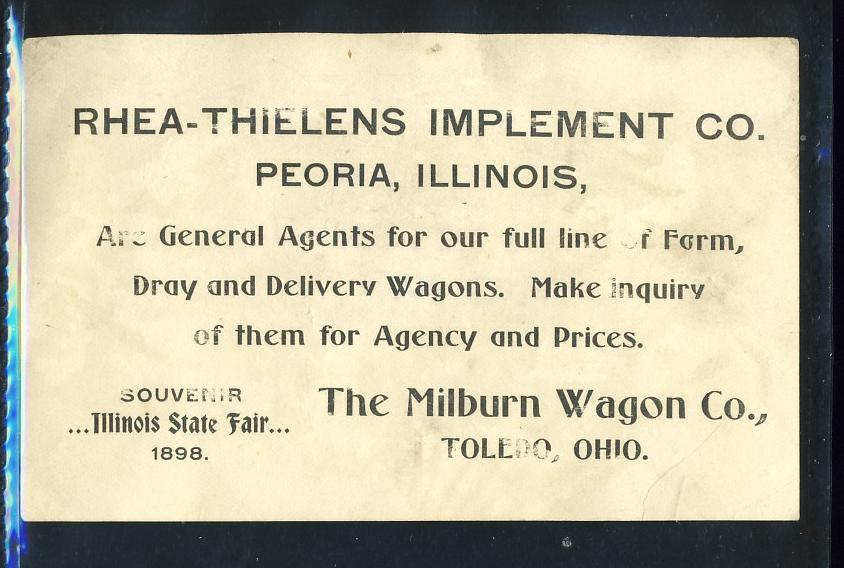 RHEA-THIELENS IMPLEMENT CO.
PEORIA, ILLINOIS,
Are General Agents for our full line of Farm,
Dray and Delivery Wagons. Make inquiry
of them for Agency and Prices.
SOUVENIR
...Illinois State Fair...
1898.
The Milburn Wagon Co.,
TOLEDO, OHIO.